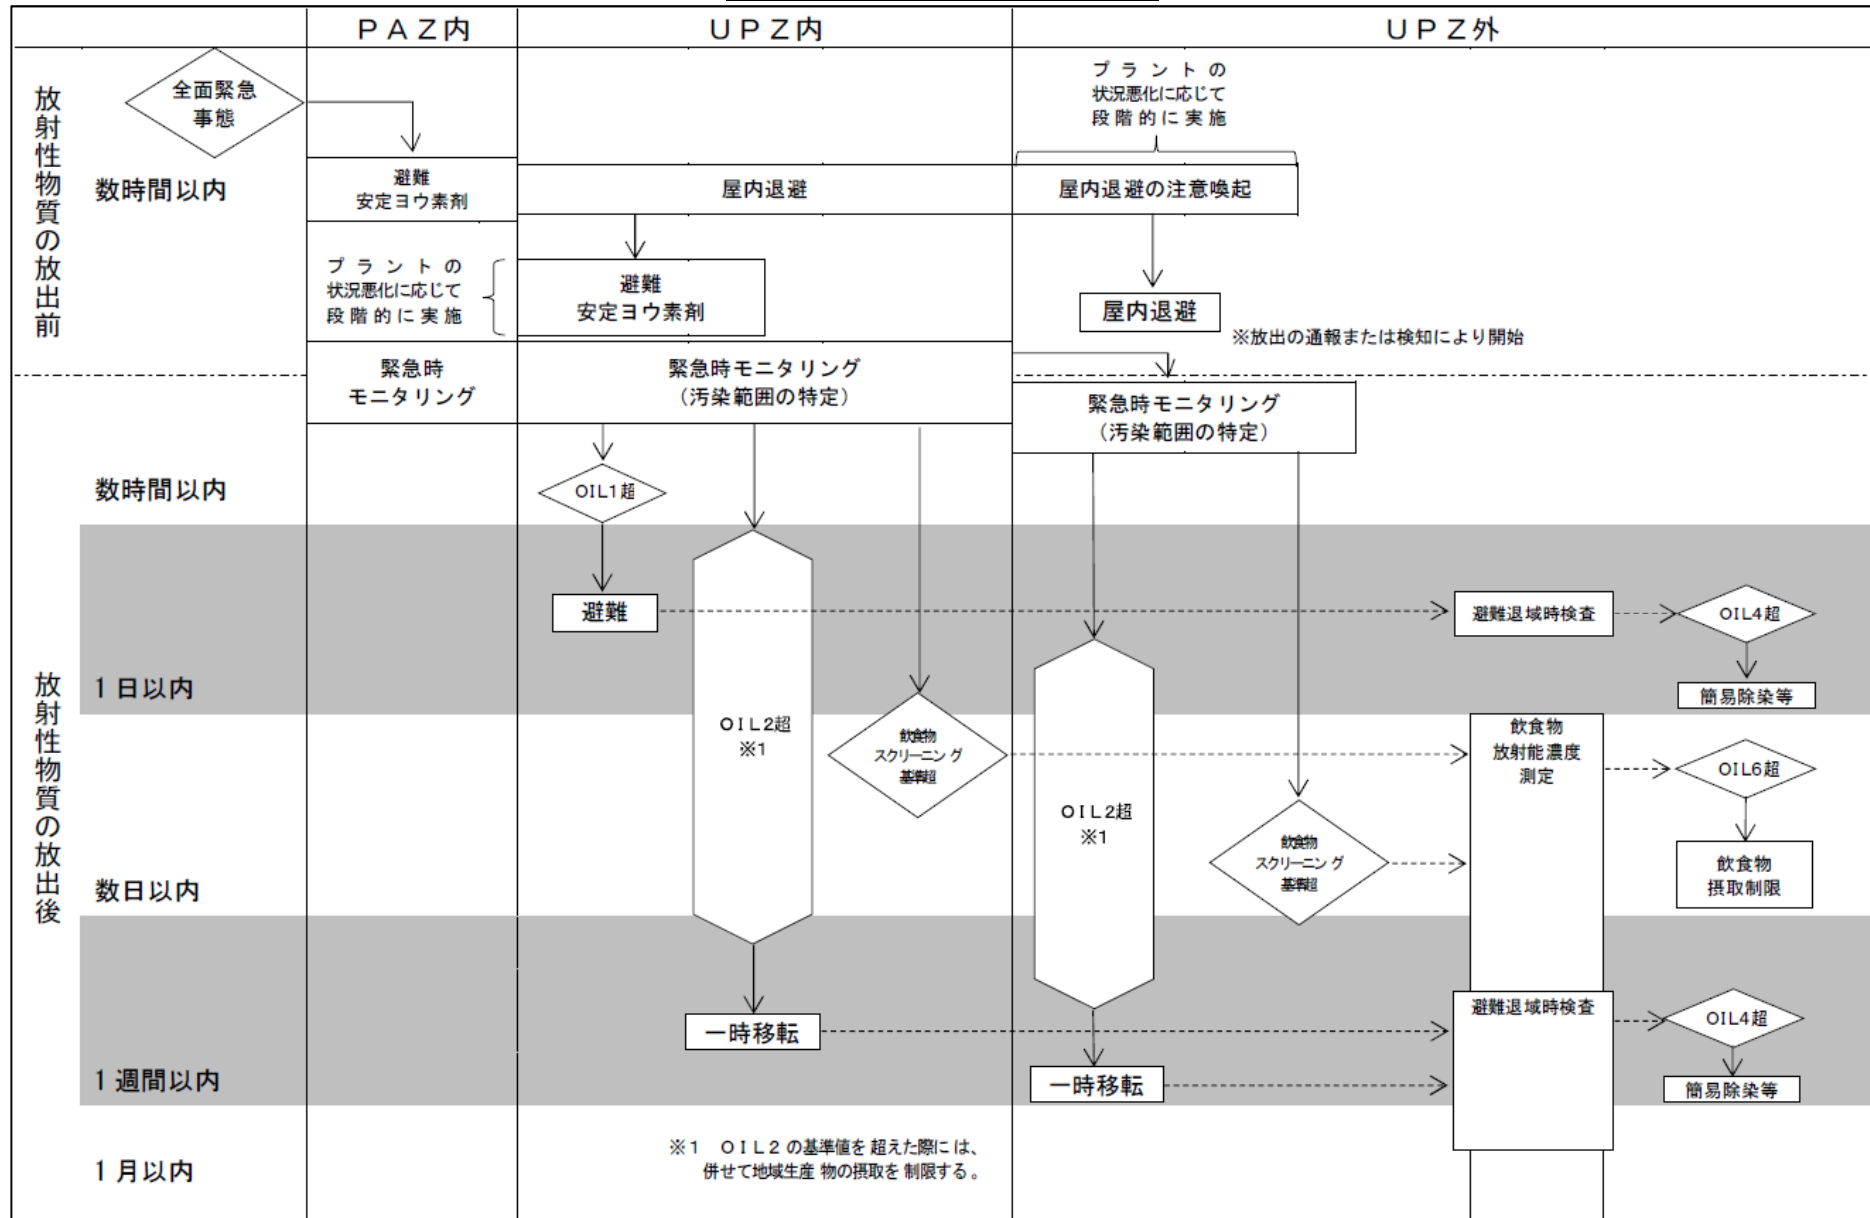 ＰＡＺ内
ＵＰＺ内
ＵＰＺ外
放射性物質の放出前
全面緊急
事態
プラントの
状況悪化に応じて
段階的に実施
数時間以内
避難
安定ヨウ素剤
屋内退避
屋内退避の注意喚起
プラントの
状況悪化に応じて
段階的に実施
避難
安定ヨウ素剤
屋内退避
※放出の通報または検知により開始
緊急時
モニタリング
緊急時モニタリング
（汚染範囲の特定）
緊急時モニタリング
（汚染範囲の特定）
放射性物質の放出後
数時間以内
OIL1超
避難
避難退域時検査
OIL4超
1日以内
簡易除染等
OIL2超
※1
飲食物
スクリーニング
基準超
飲食物
放射能濃度
測定
OIL6超
OIL2超
※1
飲食物
スクリーニング
基準超
飲食物
摂取制限
数日以内
一時移転
避難退域時検査
OIL4超
1週間以内
一時移転
簡易除染等
※1　OIL2の基準値を超えた際には、
併せて地域生産物の摂取を制限する。
1月以内